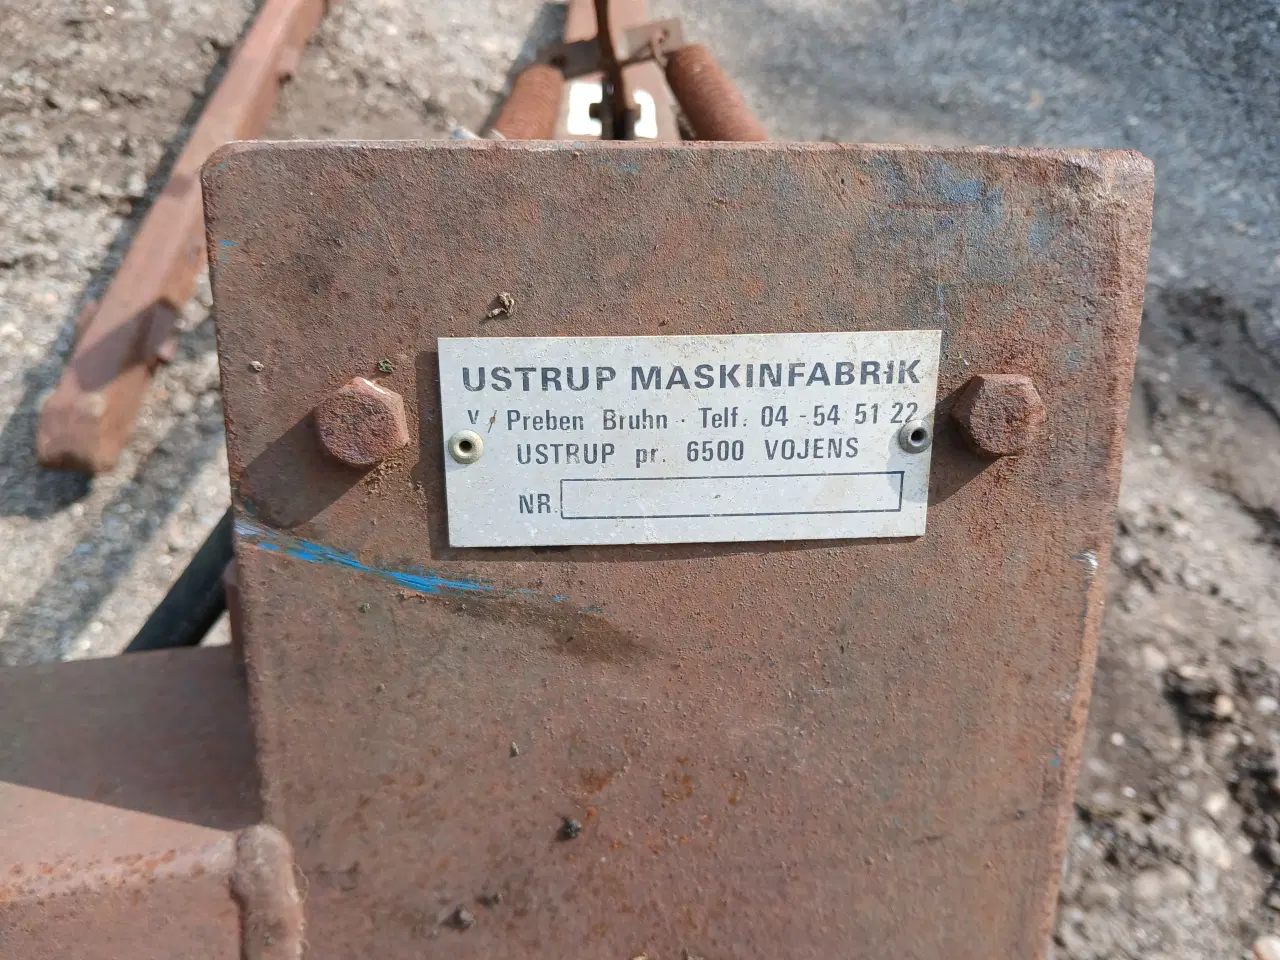 USTRUP MASKINFABRIK
V/ Preben Bruhn · Telf. 04 - 54 51 22
USTRUP pr. 6500 VOJENS
NR.